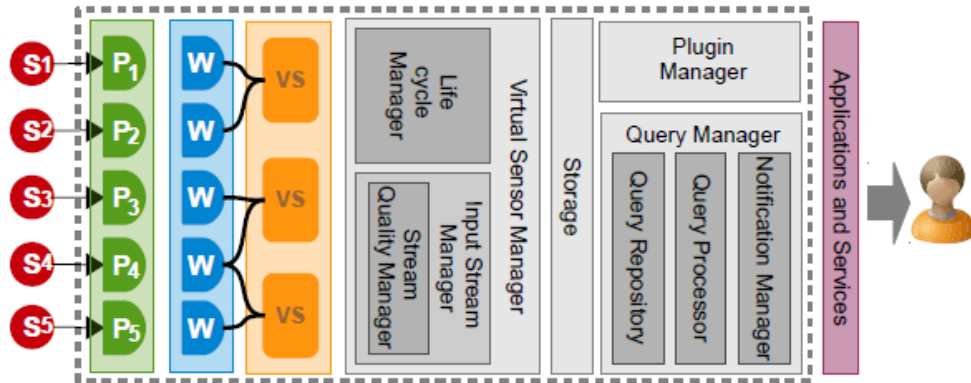 S1
P1
W
VS
S2
P2
W
S3
P3
W
VS
S4
P4
W
S5
P5
W
VS
Life
cycle
Manager
Input Stream
Manager
Stream
Quality Manager
Virtual Sensor Manager
Storage
Plugin
Manager
Query Manager
Query Repository
Query Processor
Notification Manager
Applications and Services